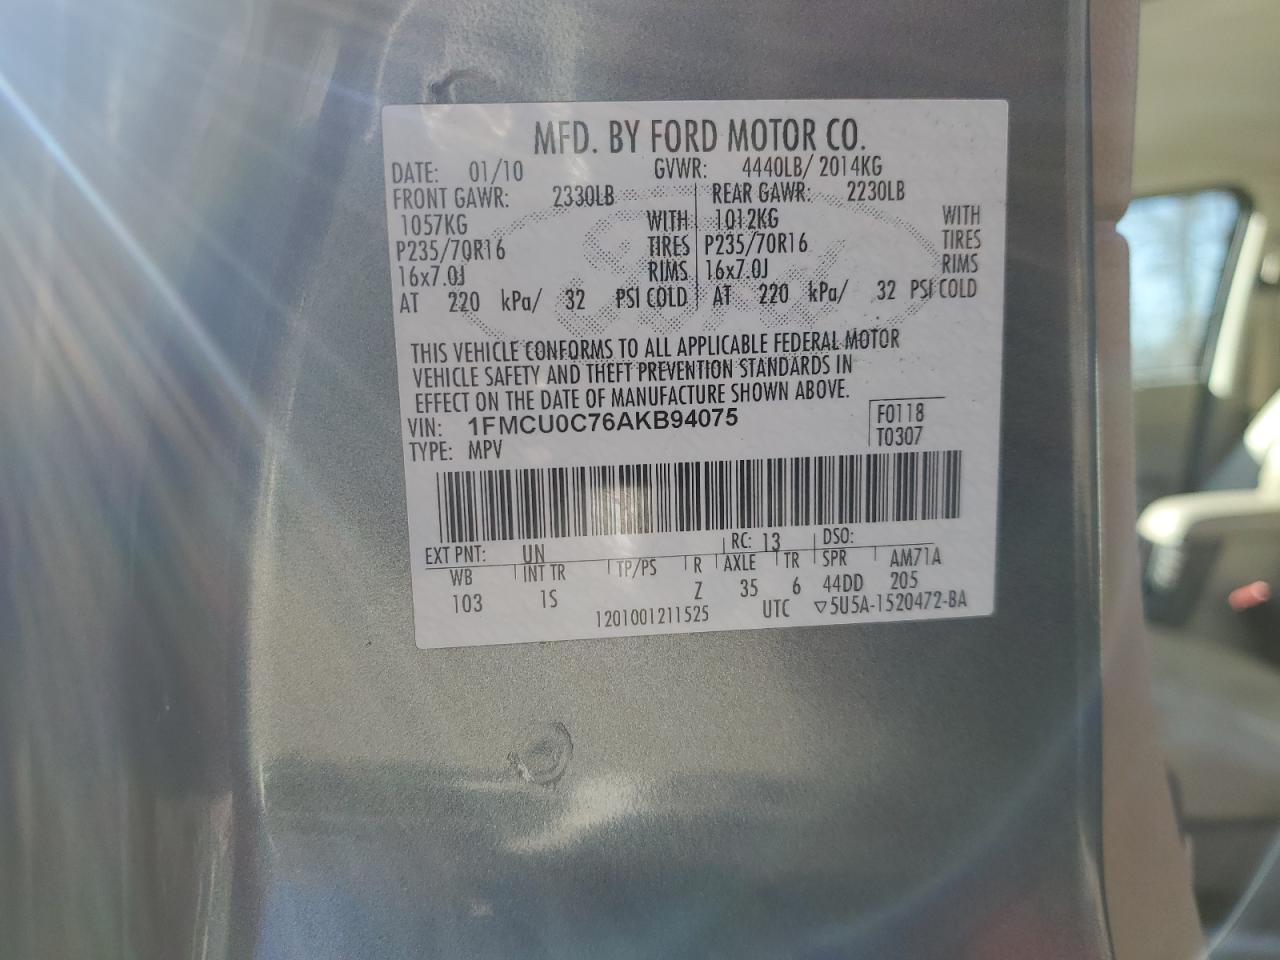 MFD. BY FORD MOTOR CO.
DATE: 01/10 GVWR: 4440LB/ 2014KG
FRONT GAWR: 2330LB REAR GAWR: 2230LB
1057KG WITH 1012KG WITH
P235/70R16 TIRES P235/70R16 TIRES
16x7.0J RIMS 16x7.0J RIMS
AT 220 kPa/ 32 PSI COLD AT 220 kPa/ 32 PSI COLD
THIS VEHICLE CONFORMS TO ALL APPLICABLE FEDERAL MOTOR
VEHICLE SAFETY AND THEFT PREVENTION STANDARDS IN
EFFECT ON THE DATE OF MANUFACTURE SHOWN ABOVE.
VIN: 1FMCU0C76AKB94075 F0118
TYPE: MPV T0307
EXT PNT: UN RC: 13 DSO:
WB INT TR TP/PS R AXLE TR SPR AM71A
103 1S Z 35 6 44DD 205
1201001211525 UTC ▽5U5A-1520472-BA